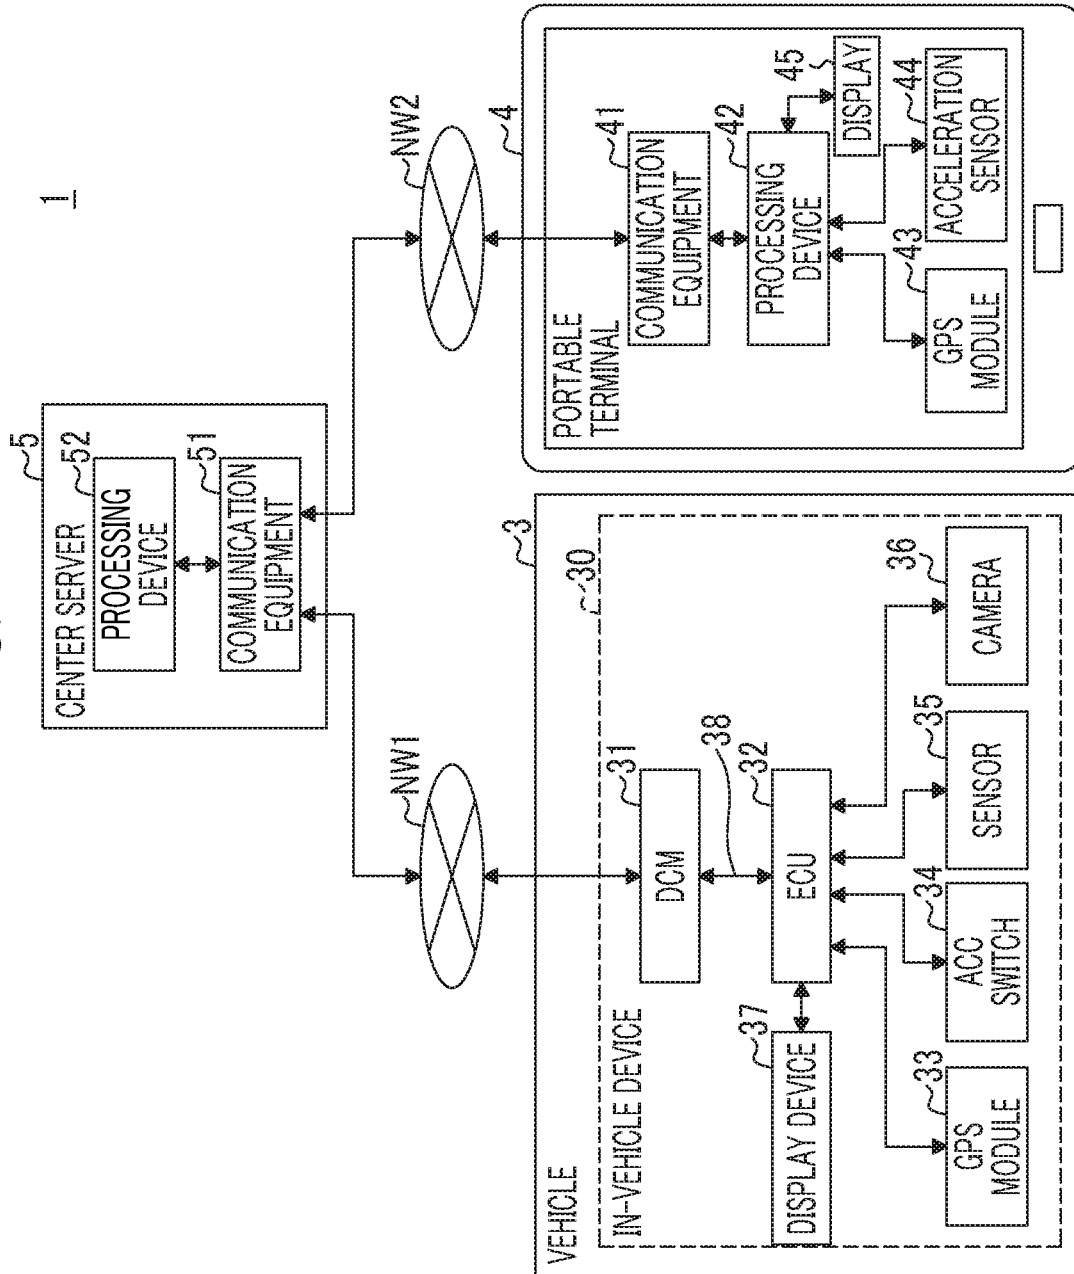 1
5
CENTER SERVER
52
PROCESSING
DEVICE
51
COMMUNICATION
EQUIPMENT
NW1
NW2
3
VEHICLE
30
IN-VEHICLE DEVICE
31
DCM
38
32
ECU
37
DISPLAY DEVICE
33
GPS
MODULE
34
ACC
SWITCH
35
SENSOR
36
CAMERA
4
PORTABLE
TERMINAL
41
COMMUNICATION
EQUIPMENT
42
PROCESSING
DEVICE
45
DISPLAY
43
GPS
MODULE
44
ACCELERATION
SENSOR